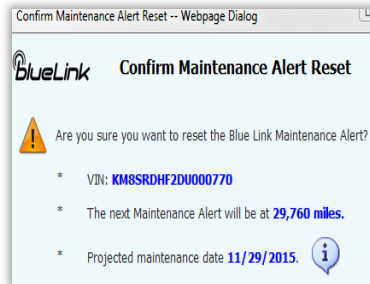 Confirm Maintenance Alert Reset -- Webpage Dialog
blueLink Confirm Maintenance Alert Reset
Are you sure you want to reset the Blue Link Maintenance Alert?
* VIN: KM8SRDHF2DU000770
* The next Maintenance Alert will be at 29,760 miles.
* Projected maintenance date 11/29/2015.